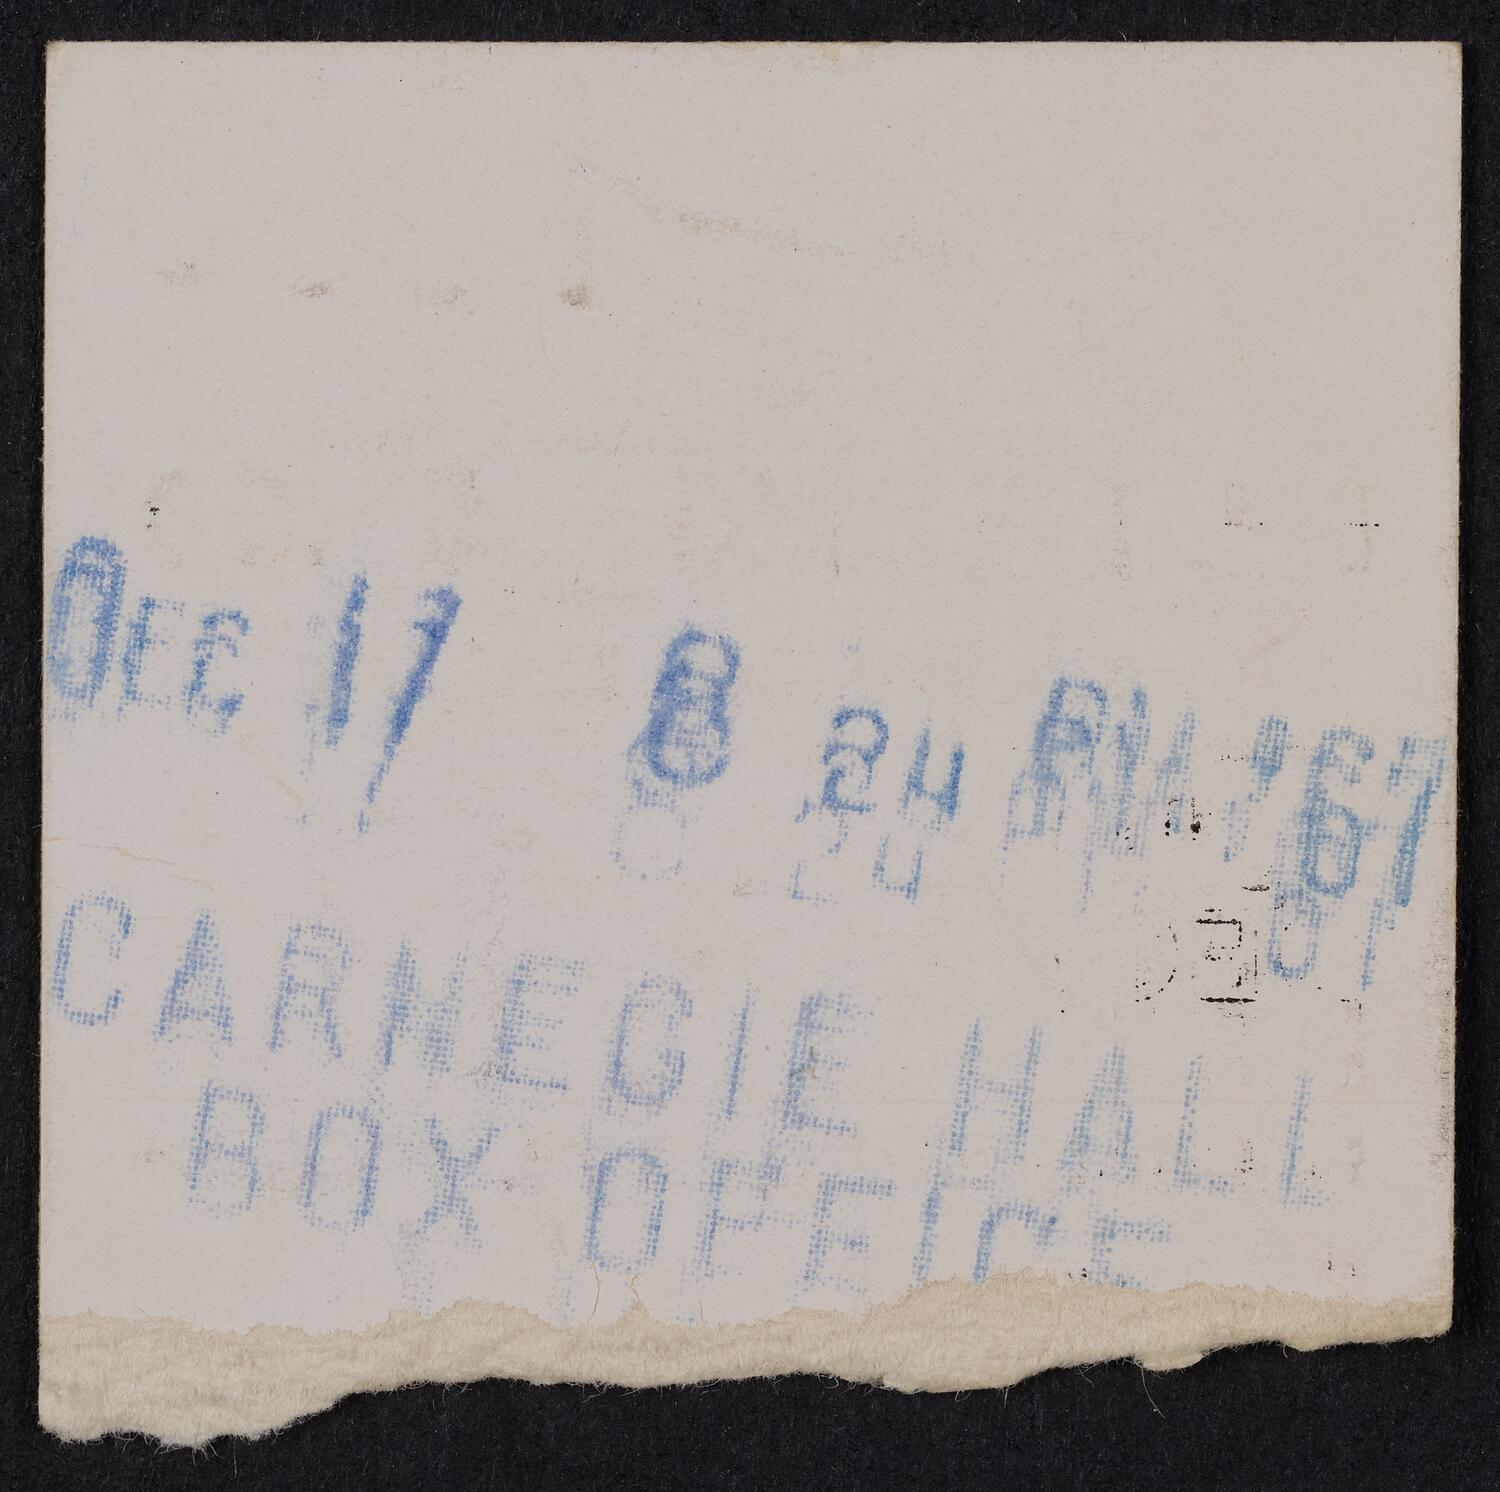 DEC 17 8 24 PM '67
CARNEGIE HALL
BOX OFFICE